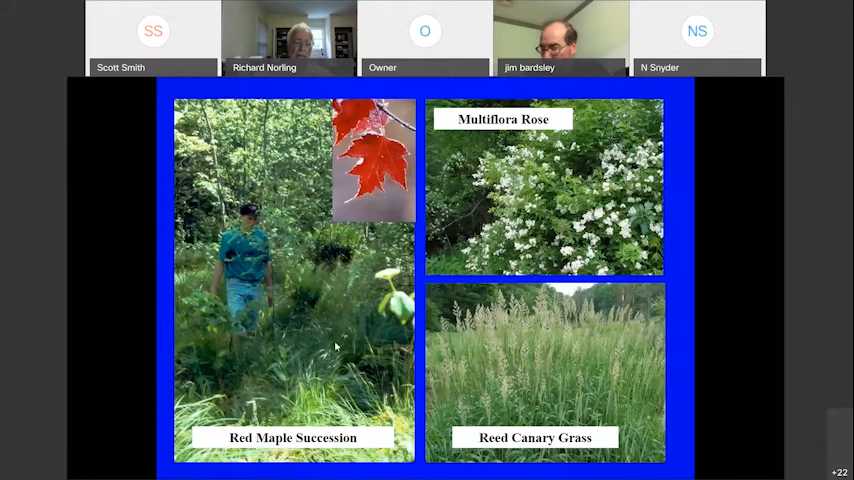 SS
O
NS
Scott Smith
Richard Norling
Owner
jim bardsley
N Snyder
Multiflora Rose
Red Maple Succession
Reed Canary Grass
+22